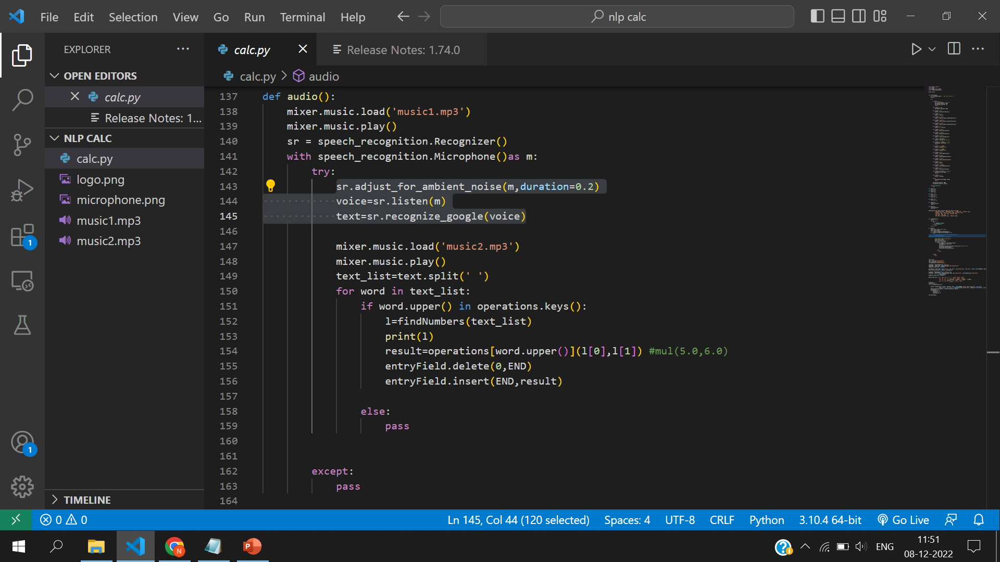 File Edit Selection View Go Run Terminal Help
nlp calc
EXPLORER
calc.py
Release Notes: 1.74.0
OPEN EDITORS
calc.py
Release Notes: 1...
NLP CALC
calc.py
logo.png
microphone.png
music1.mp3
music2.mp3
TIMELINE
1
1
calc.py > audio
137 def audio():
138 mixer.music.load('music1.mp3')
139 mixer.music.play()
140 sr = speech_recognition.Recognizer()
141 with speech_recognition.Microphone()as m:
142 try:
143 sr.adjust_for_ambient_noise(m,duration=0.2)
144 voice=sr.listen(m)
145 text=sr.recognize_google(voice)
146
147 mixer.music.load('music2.mp3')
148 mixer.music.play()
149 text_list=text.split(' ')
150 for word in text_list:
151 if word.upper() in operations.keys():
152 l=findNumbers(text_list)
153 print(l)
154 result=operations[word.upper()](l[0],l[1]) #mul(5.0,6.0)
155 entryField.delete(0,END)
156 entryField.insert(END,result)
157
158 else:
159 pass
160
161
162 except:
163 pass
164
0 0 Ln 145, Col 44 (120 selected) Spaces: 4 UTF-8 CRLF Python 3.10.4 64-bit Go Live
N P ENG 11:51
08-12-2022